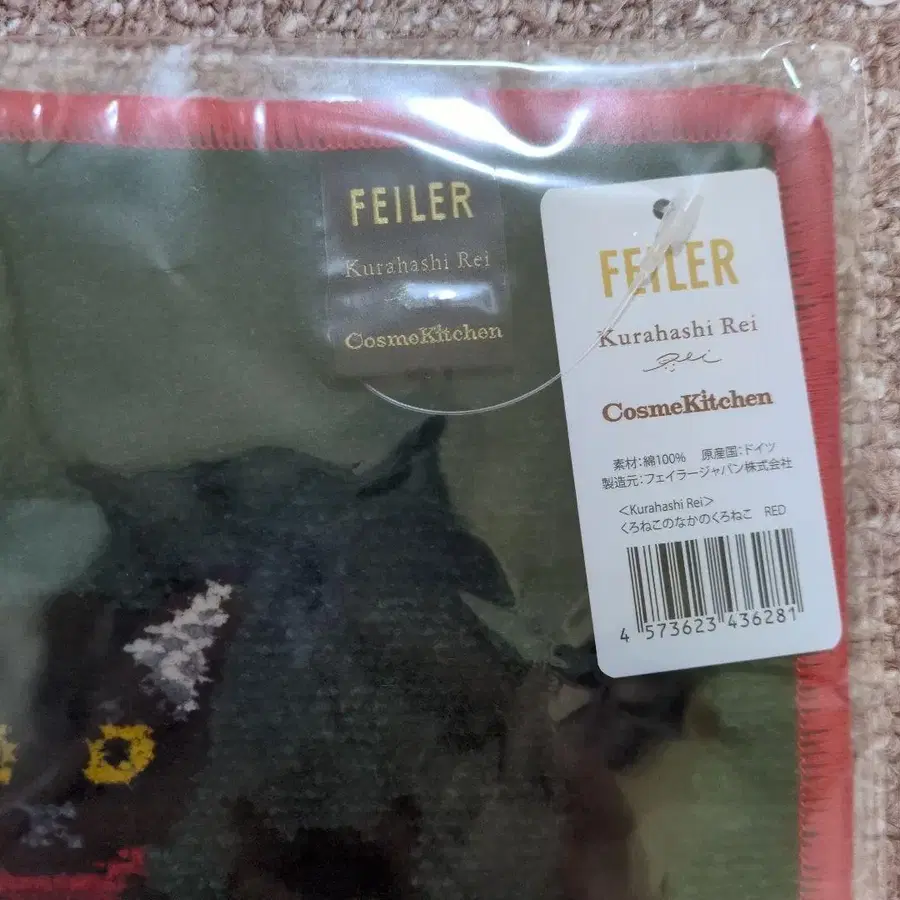 FEILER
Kurahashi Rei
CosmeKitchen
FEILER
Kurahashi Rei
Rei
CosmeKitchen
素材:綿100% 原産国:ドイツ
製造元:フェイラージャパン株式会社
<Kurahashi Rei>
くろねこのなかのくろねこ RED
4 573623 436281